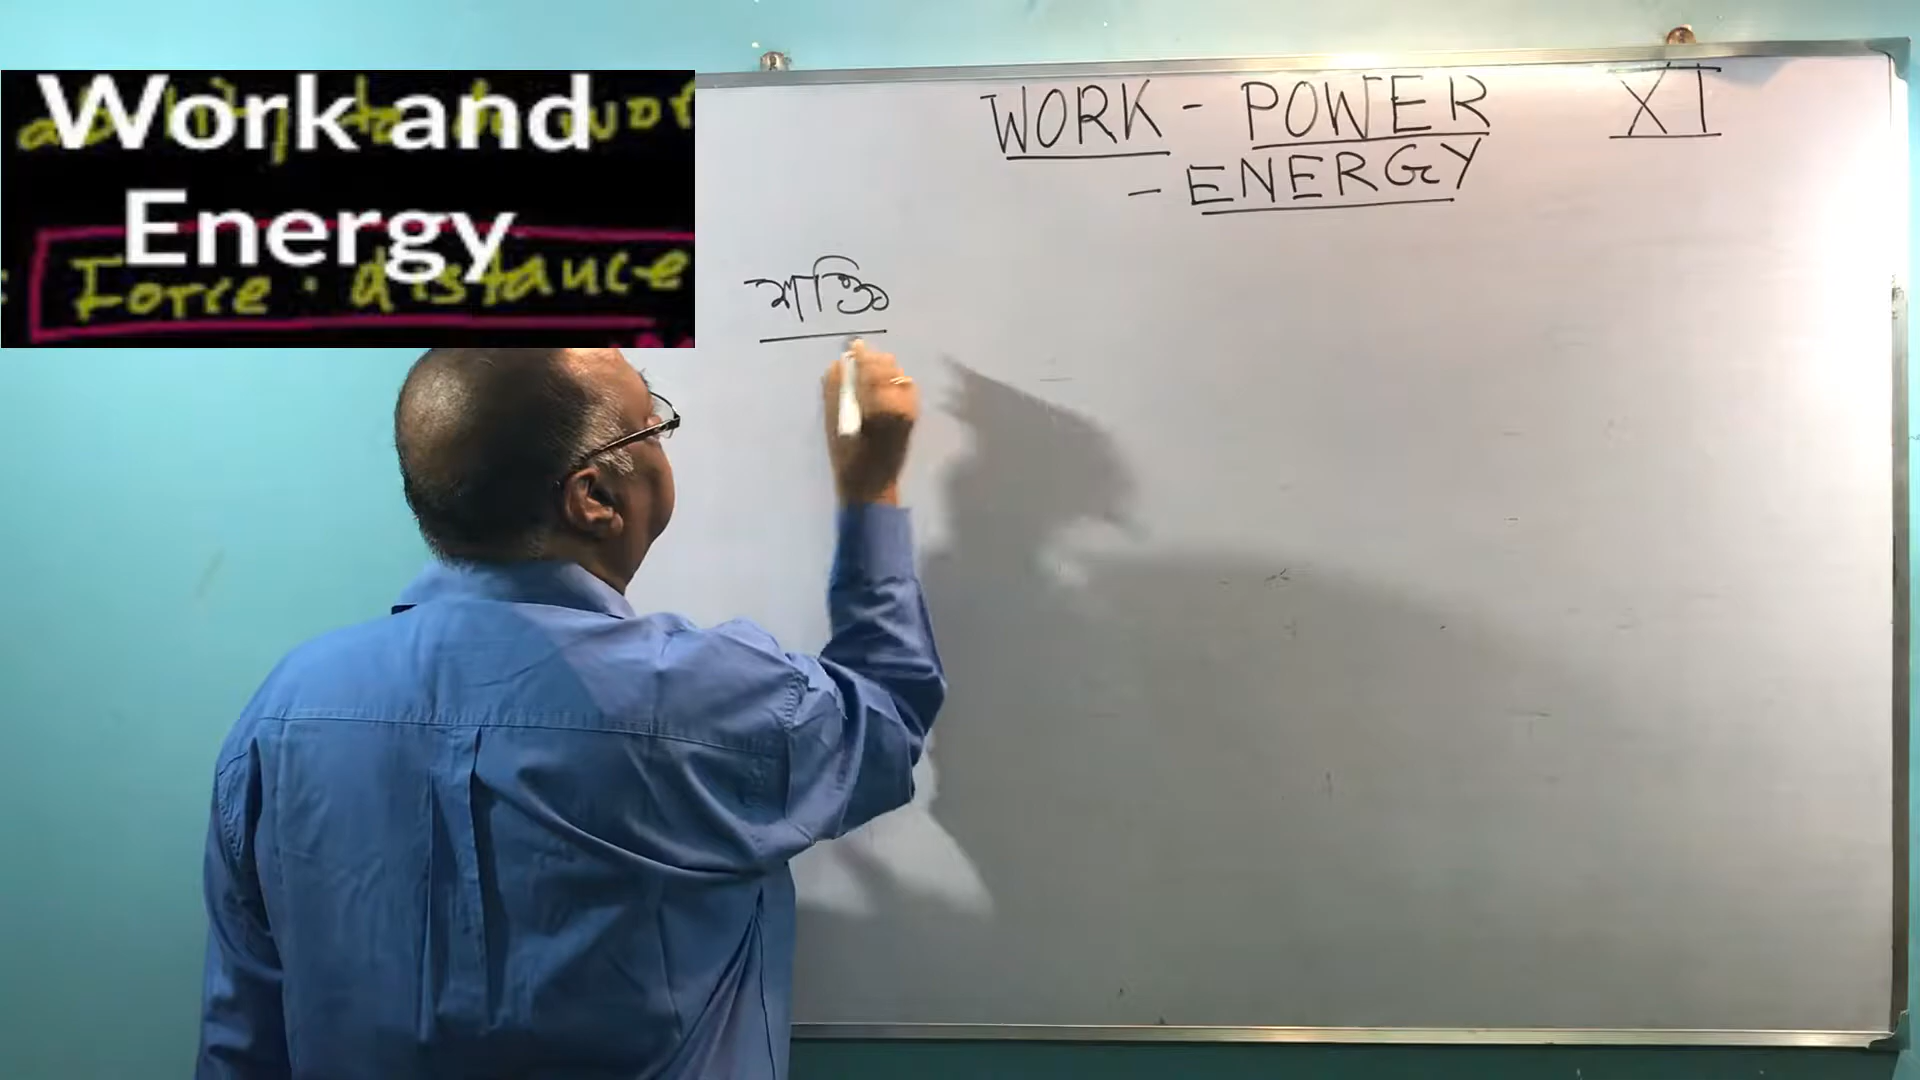 Work and
Energy
Force · distance
WORK - POWER
- ENERGY
XI
শক্তি